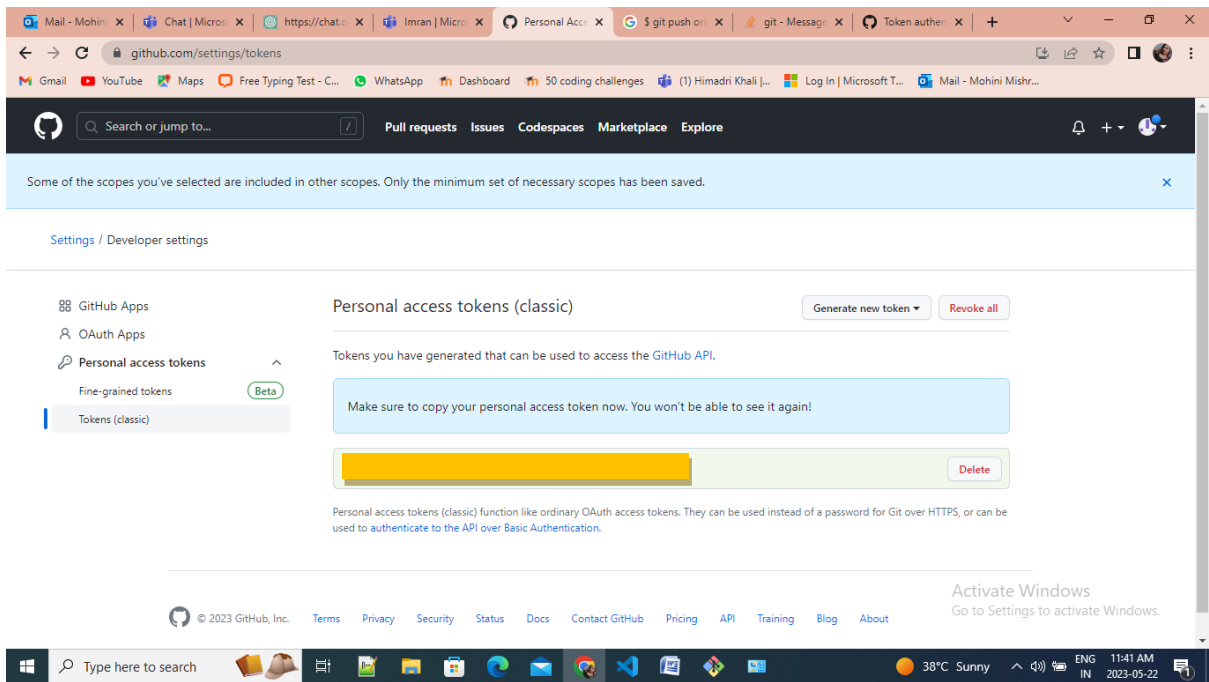 Mail - Mohini
Chat | Micros
https://chat.o
Imran | Micro
Personal Acce
$ git push ori
git - Message
Token authen
github.com/settings/tokens
Gmail YouTube Maps Free Typing Test - C... WhatsApp Dashboard 50 coding challenges (1) Himadri Khali |... Log In | Microsoft T... Mail - Mohini Mishr...
Search or jump to... / Pull requests Issues Codespaces Marketplace Explore
Some of the scopes you've selected are included in other scopes. Only the minimum set of necessary scopes has been saved.
Settings / Developer settings
GitHub Apps
OAuth Apps
Personal access tokens
Fine-grained tokens Beta
Tokens (classic)
Personal access tokens (classic) Generate new token Revoke all
Tokens you have generated that can be used to access the GitHub API.
Make sure to copy your personal access token now. You won't be able to see it again!
Delete
Personal access tokens (classic) function like ordinary OAuth access tokens. They can be used instead of a password for Git over HTTPS, or can be
used to authenticate to the API over Basic Authentication.
Activate Windows
Go to Settings to activate Windows.
© 2023 GitHub, Inc. Terms Privacy Security Status Docs Contact GitHub Pricing API Training Blog About
Type here to search
38°C Sunny
ENG
IN
11:41 AM
2023-05-22
1